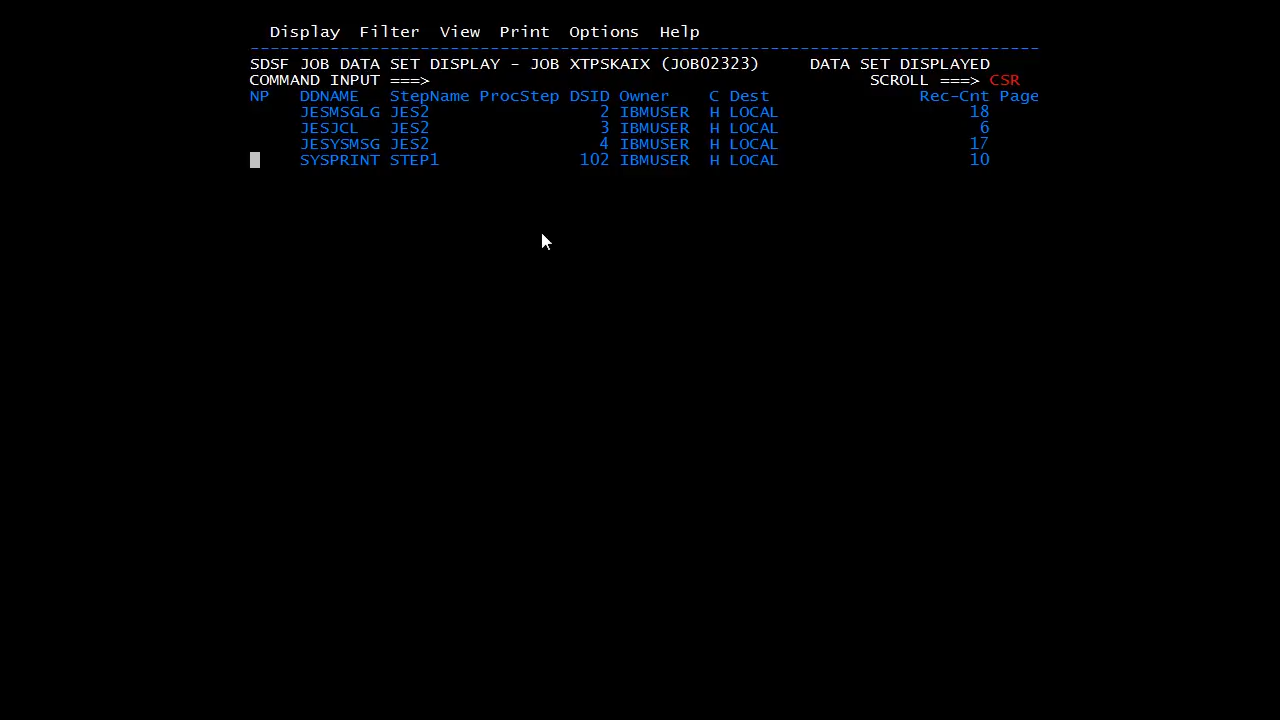 Display Filter View Print Options Help
--------------------------------------------------------------------------------
SDSF JOB DATA SET DISPLAY - JOB XTPSKAIX (JOB02323) DATA SET DISPLAYED
COMMAND INPUT ===> SCROLL ===> CSR
NP DDNAME StepName ProcStep DSID Owner C Dest Rec-Cnt Page
JESMSGLG JES2 2 IBMUSER H LOCAL 18
JESJCL JES2 3 IBMUSER H LOCAL 6
JESYSMSG JES2 4 IBMUSER H LOCAL 17
SYSPRINT STEP1 102 IBMUSER H LOCAL 10